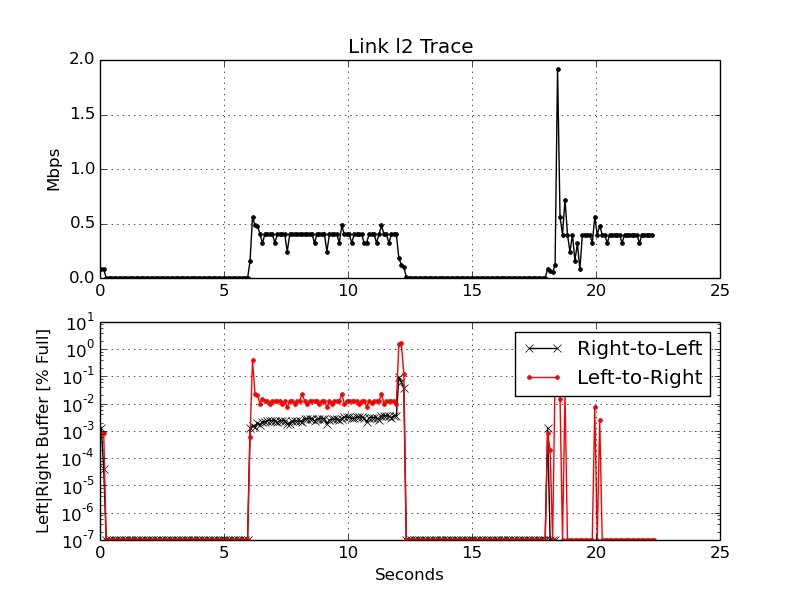 Link l2 Trace
2.0
1.5
1.0
0.5
0.0
Mbps
0 5 10 15 20 25
10^1
10^0
10^-1
10^-2
10^-3
10^-4
10^-5
10^-6
10^-7
Left|Right Buffer [% Full]
Right-to-Left
Left-to-Right
0 5 10 15 20 25
Seconds